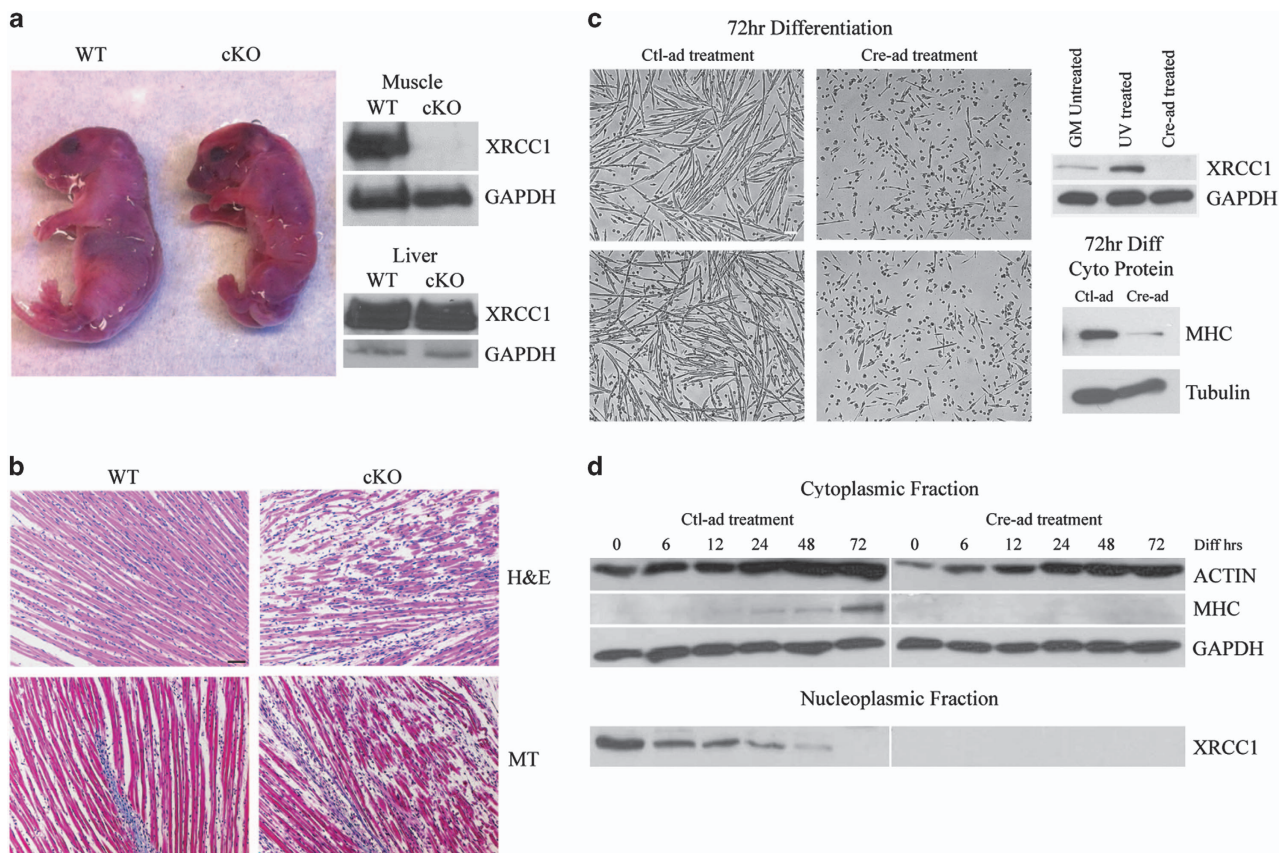 a
WT cKO
Muscle
WT cKO
XRCC1
GAPDH
Liver
WT cKO
XRCC1
GAPDH
b
WT cKO
H&E
MT
c
72hr Differentiation
Ctl-ad treatment Cre-ad treatment
GM Untreated
UV treated
Cre-ad treated
XRCC1
GAPDH
72hr Diff
Cyto Protein
Ctl-ad Cre-ad
MHC
Tubulin
d
Cytoplasmic Fraction
Ctl-ad treatment Cre-ad treatment
0 6 12 24 48 72 0 6 12 24 48 72 Diff hrs
ACTIN
MHC
GAPDH
Nucleoplasmic Fraction
XRCC1